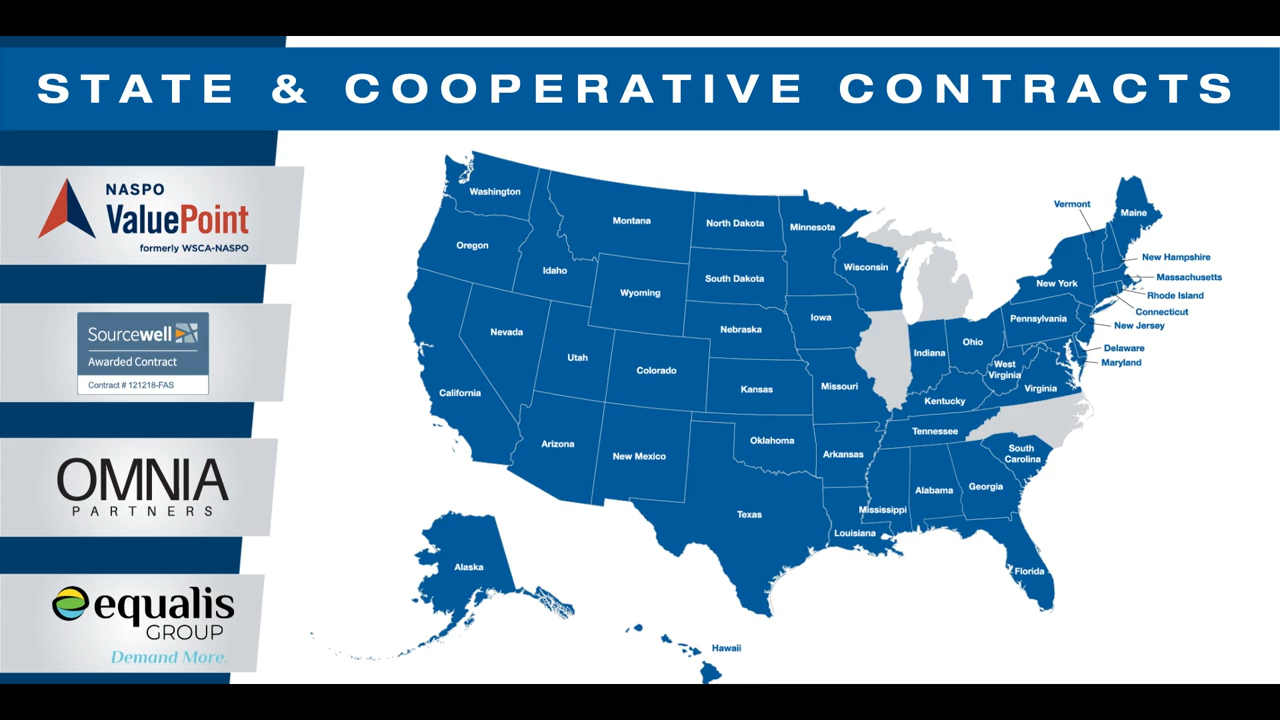 STATE & COOPERATIVE CONTRACTS
NASPO
ValuePoint
formerly WSCA-NASPO
Sourcewell
Awarded Contract
Contract # 121218-FAS
OMNIA
PARTNERS
equalis
GROUP
Demand More.
Washington
Oregon
Idaho
Montana
Wyoming
North Dakota
South Dakota
Nebraska
Minnesota
Wisconsin
Iowa
Nevada
Utah
Colorado
Kansas
Missouri
California
Arizona
New Mexico
Oklahoma
Arkansas
Texas
Louisiana
Mississippi
Alabama
Georgia
Florida
South
Carolina
Tennessee
Kentucky
Indiana
Ohio
West
Virginia
Virginia
Pennsylvania
New York
Vermont
Maine
New Hampshire
Massachusetts
Rhode Island
Connecticut
New Jersey
Delaware
Maryland
Alaska
Hawaii